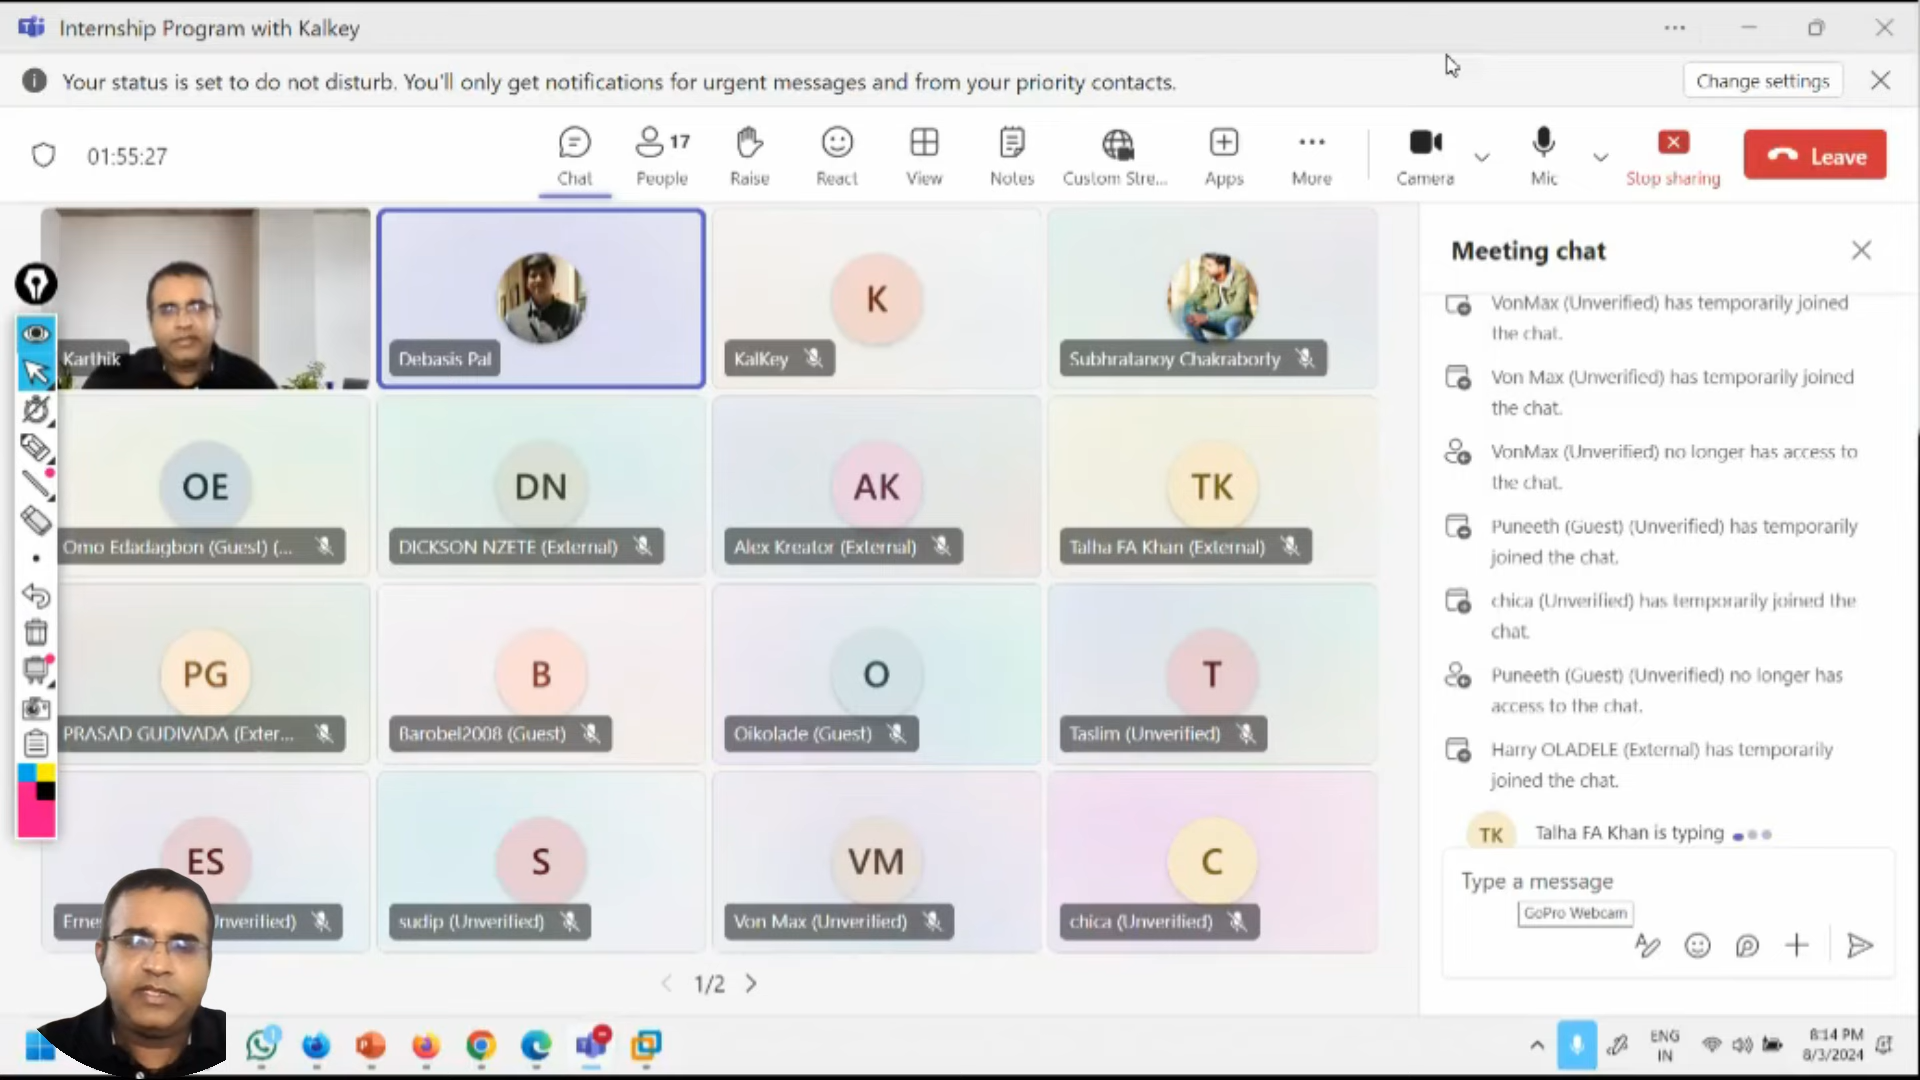 Internship Program with Kalkey
Your status is set to do not disturb. You'll only get notifications for urgent messages and from your priority contacts.
Change settings
01:55:27
Chat
People
17
Raise
React
View
Notes
Custom Stre...
Apps
More
Camera
Mic
Stop sharing
Leave
Karthik
Debasis Pal
K
KalKey
Subhratanoy Chakraborty
OE
Omo Edadagbon (Guest) (...
DN
DICKSON NZETE (External)
AK
Alex Kreator (External)
TK
Talha FA Khan (External)
PG
PRASAD GUDIVADA (Exter...
B
Barobel2008 (Guest)
O
Oikolade (Guest)
T
Taslim (Unverified)
ES
S
sudip (Unverified)
VM
Von Max (Unverified)
C
chica (Unverified)
1/2
Meeting chat
VonMax (Unverified) has temporarily joined
the chat.
Von Max (Unverified) has temporarily joined
the chat.
VonMax (Unverified) no longer has access to
the chat.
Puneeth (Guest) (Unverified) has temporarily
joined the chat.
chica (Unverified) has temporarily joined the
chat.
Puneeth (Guest) (Unverified) no longer has
access to the chat.
Harry OLADELE (External) has temporarily
joined the chat.
TK
Talha FA Khan is typing
Type a message
GoPro Webcam
ENG
IN
8:14 PM
8/3/2024